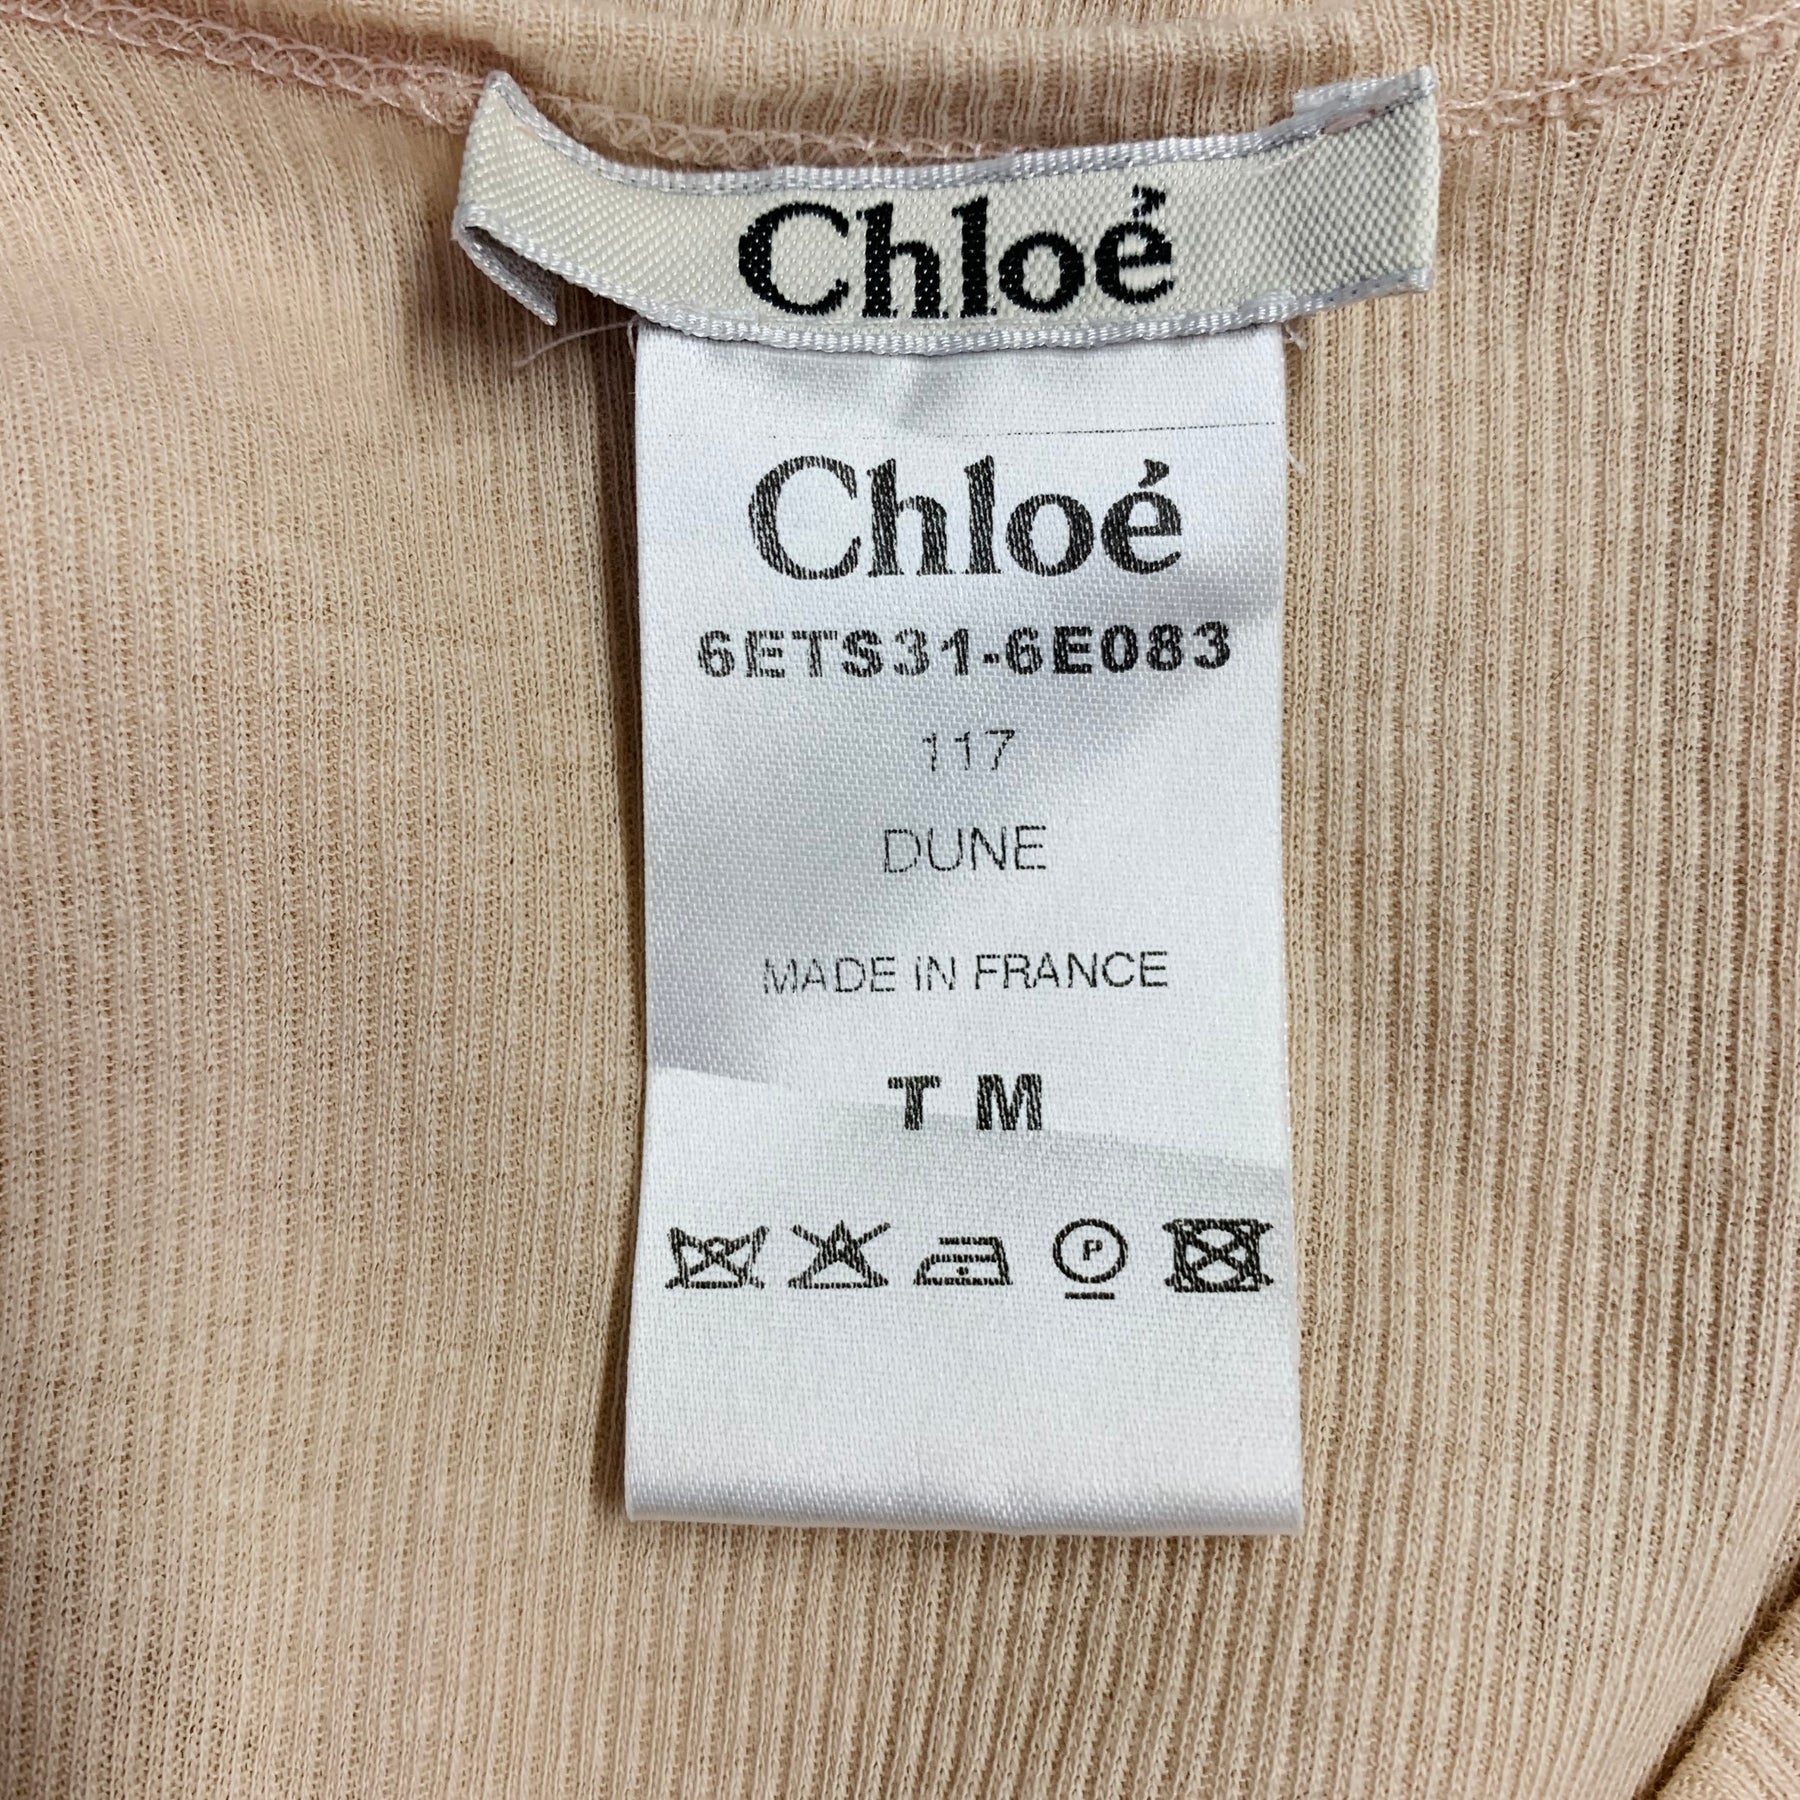 Chloé
Chloé
6ETS31-6E083
117
DUNE
MADE IN FRANCE
T M
P